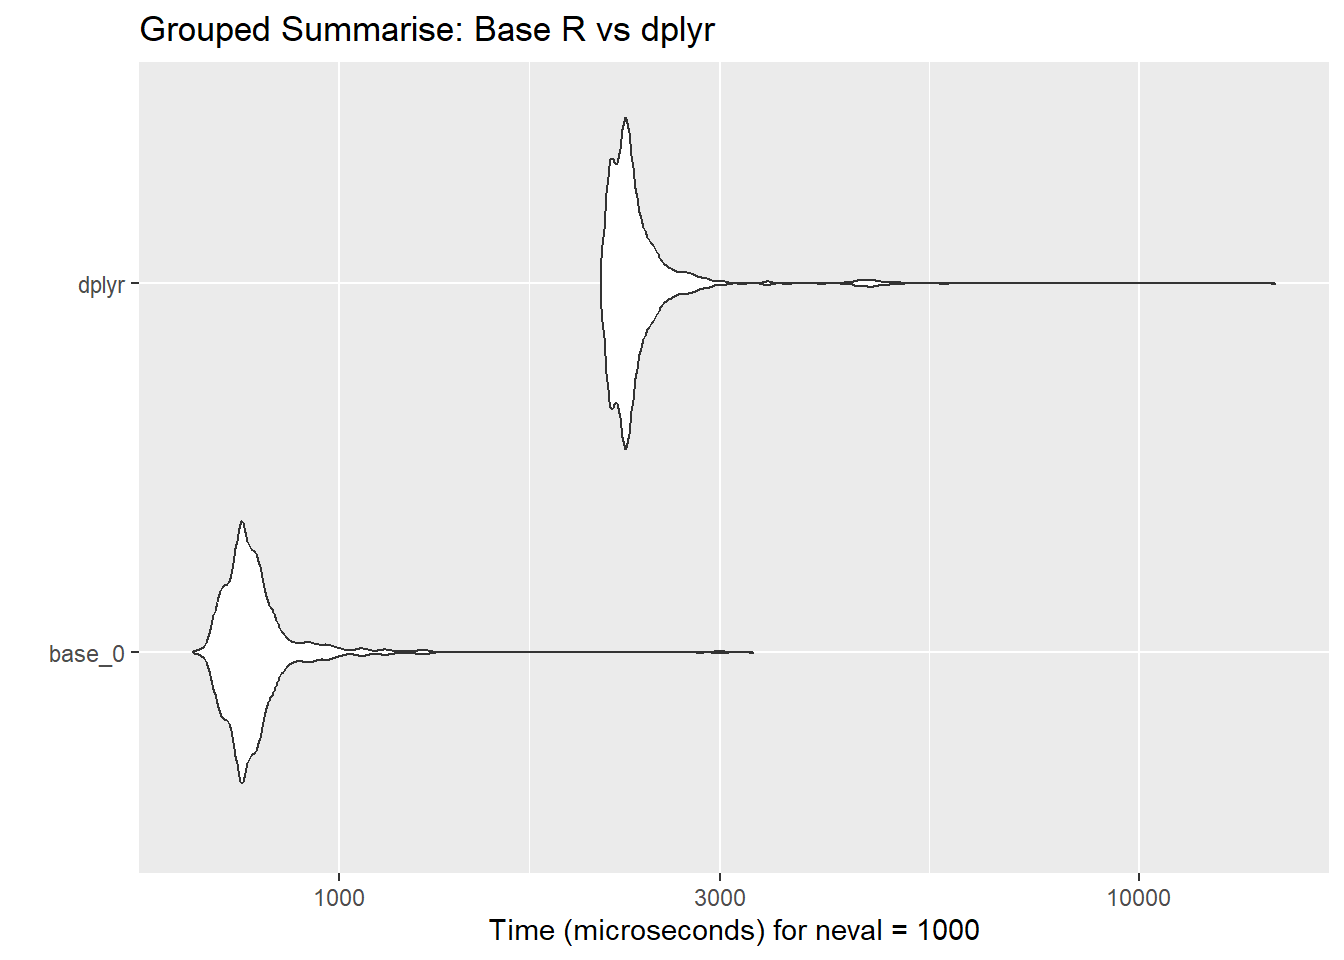 Grouped Summarise: Base R vs dplyr
dplyr
base_0
1000
3000
10000
Time (microseconds) for neval = 1000